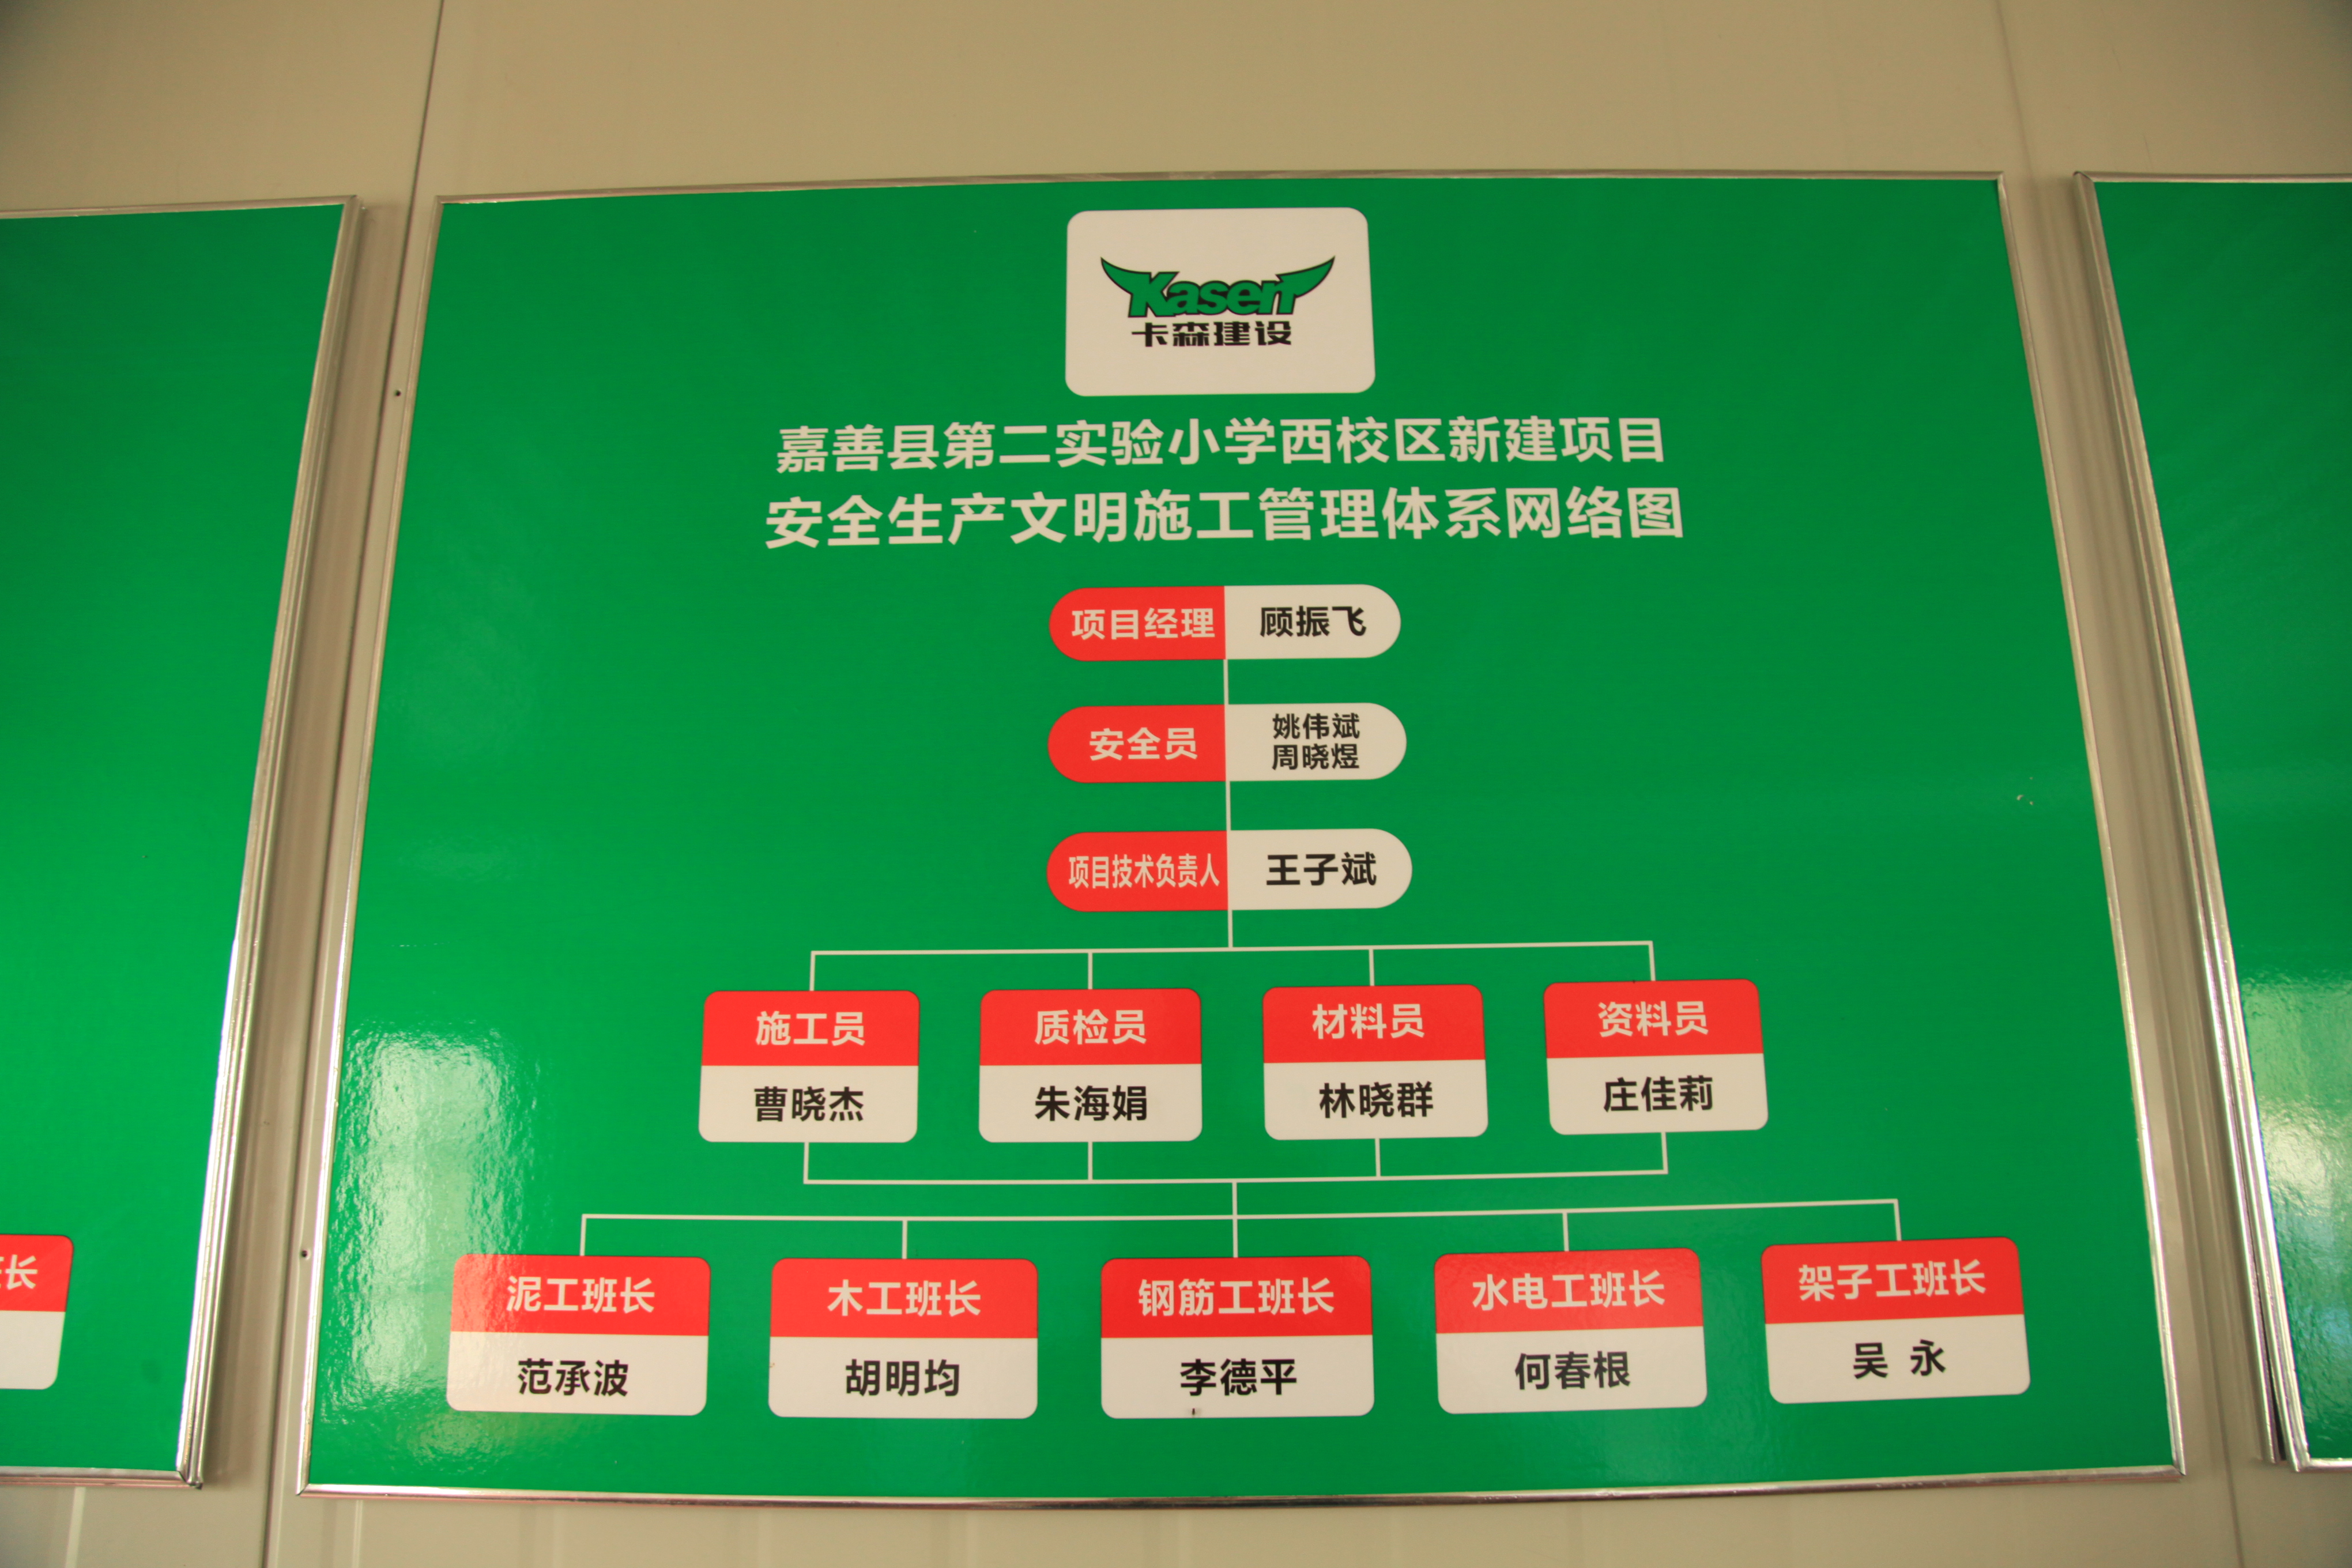 Kasen
卡森建设
嘉善县第二实验小学西校区新建项目
安全生产文明施工管理体系网络图
项目经理 顾振飞
安全员 姚伟斌
周晓煜
项目技术负责人 王子斌
施工员 质检员 材料员 资料员
曹晓杰 朱海娟 林晓群 庄佳莉
泥工班长 木工班长 钢筋工班长 水电工班长 架子工班长
范承波 胡明均 李德平 何春根 吴 永
长